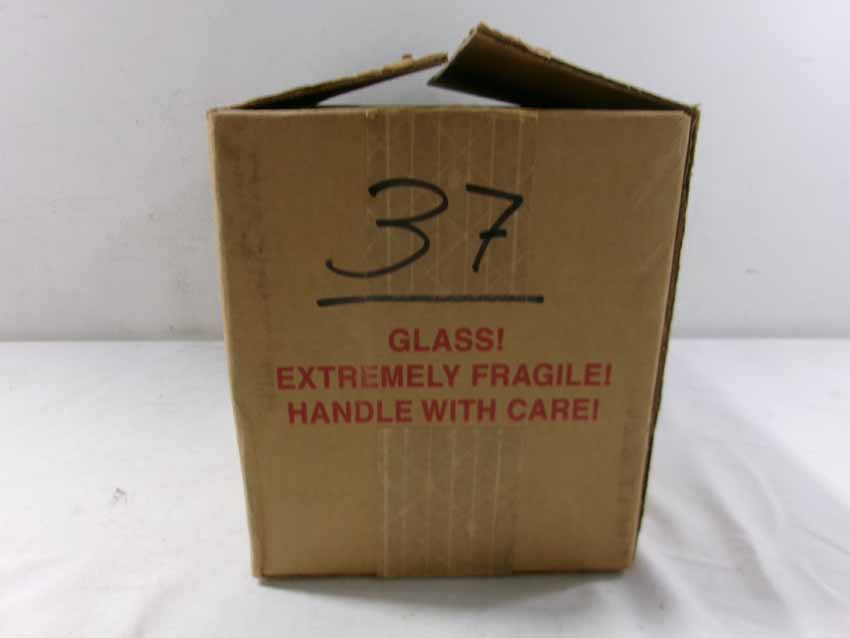 37
GLASS!
EXTREMELY FRAGILE!
HANDLE WITH CARE!